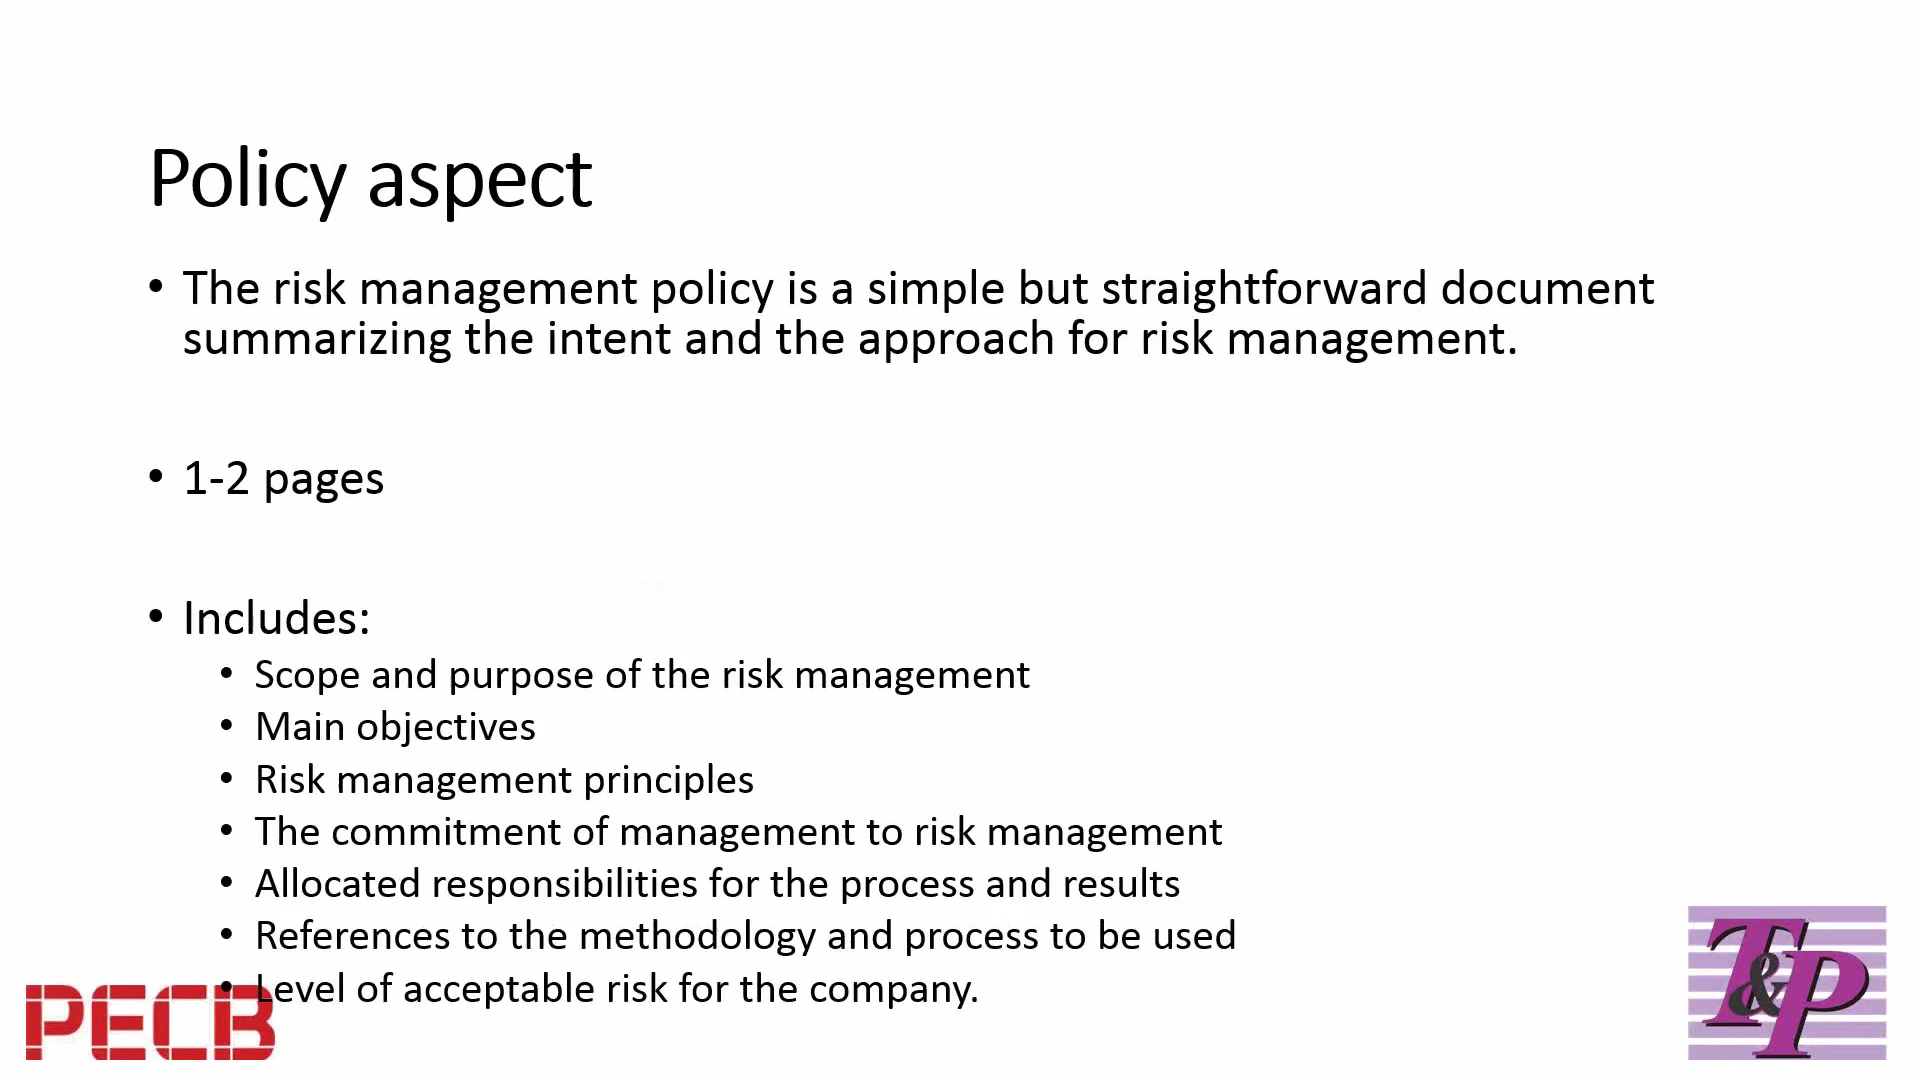 Policy aspect
• The risk management policy is a simple but straightforward document
summarizing the intent and the approach for risk management.
• 1-2 pages
• Includes:
• Scope and purpose of the risk management
• Main objectives
• Risk management principles
• The commitment of management to risk management
• Allocated responsibilities for the process and results
• References to the methodology and process to be used
• Level of acceptable risk for the company.
PECB
T&P